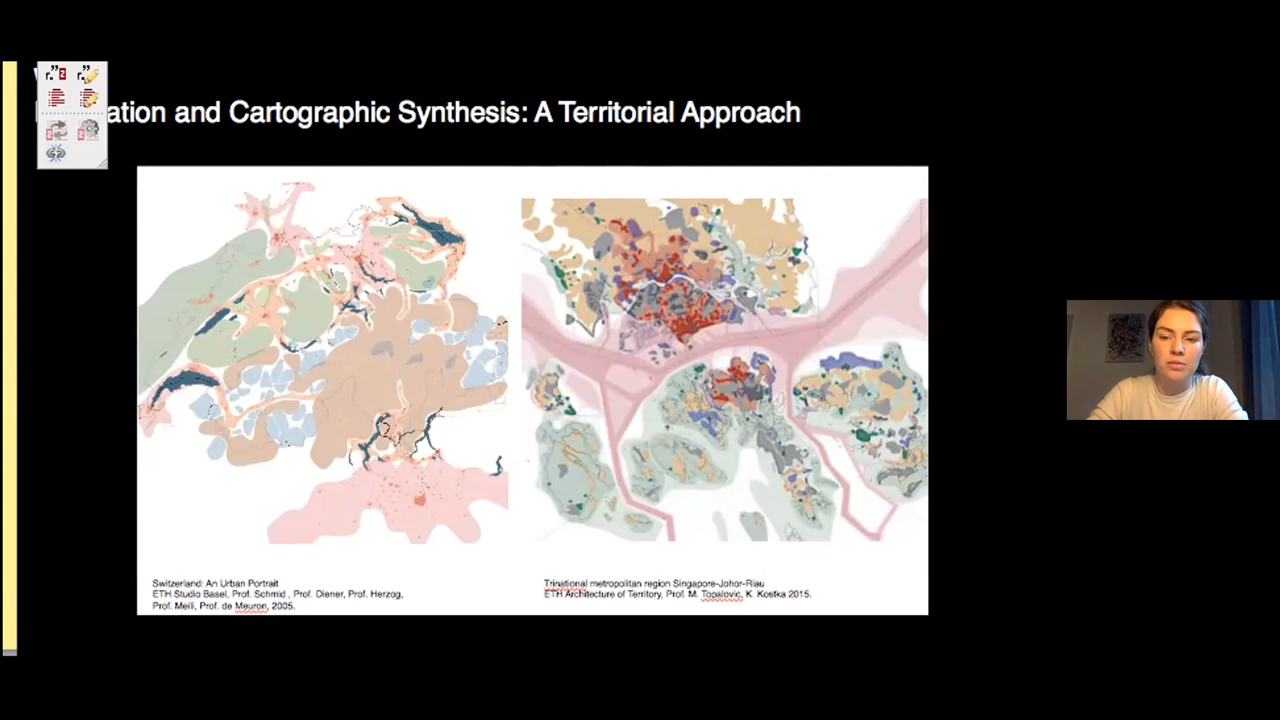 ation and Cartographic Synthesis: A Territorial Approach
Switzerland: An Urban Portrait
ETH Studio Basel, Prof. Schmid , Prof. Diener, Prof. Herzog,
Prof. Meili, Prof. de Meuron, 2005.
Trinational metropolitan region Singapore-Johor-Riau
ETH Architecture of Territory, Prof. M. Topalovic, K. Kostka 2015.